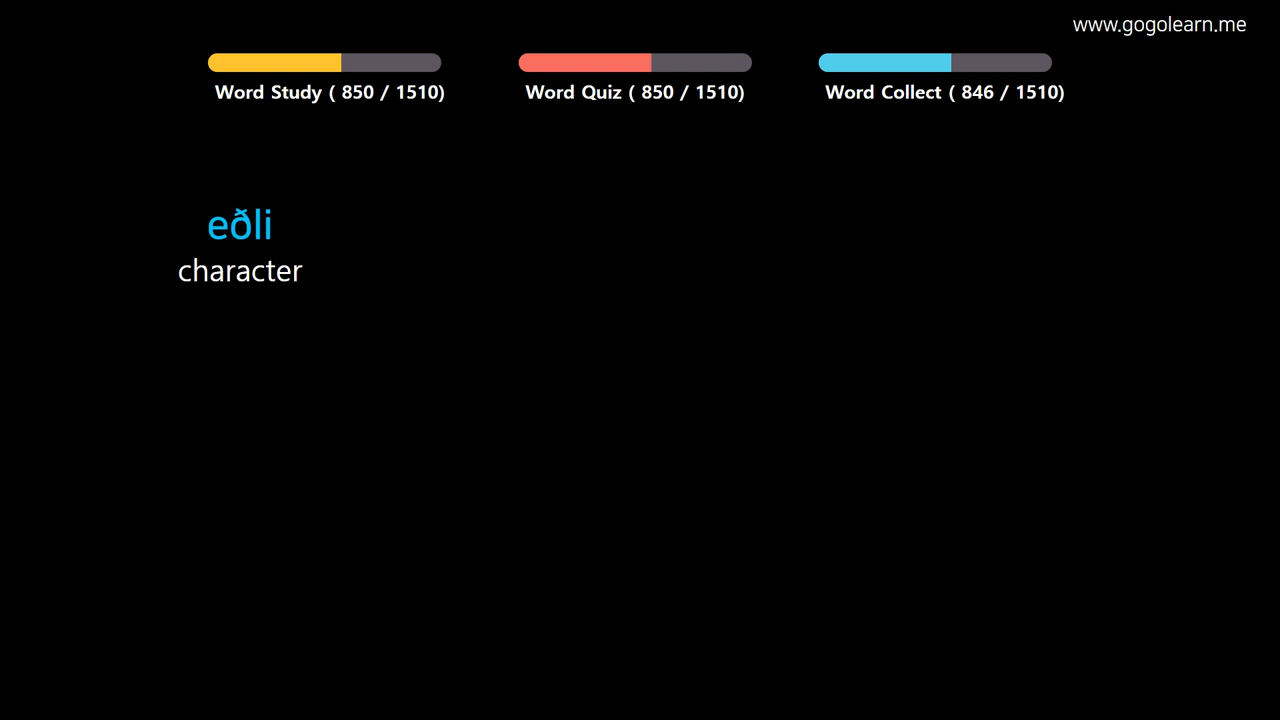 www.gogolearn.me
Word Study ( 850 / 1510)
Word Quiz ( 850 / 1510)
Word Collect ( 846 / 1510)
eðli
character